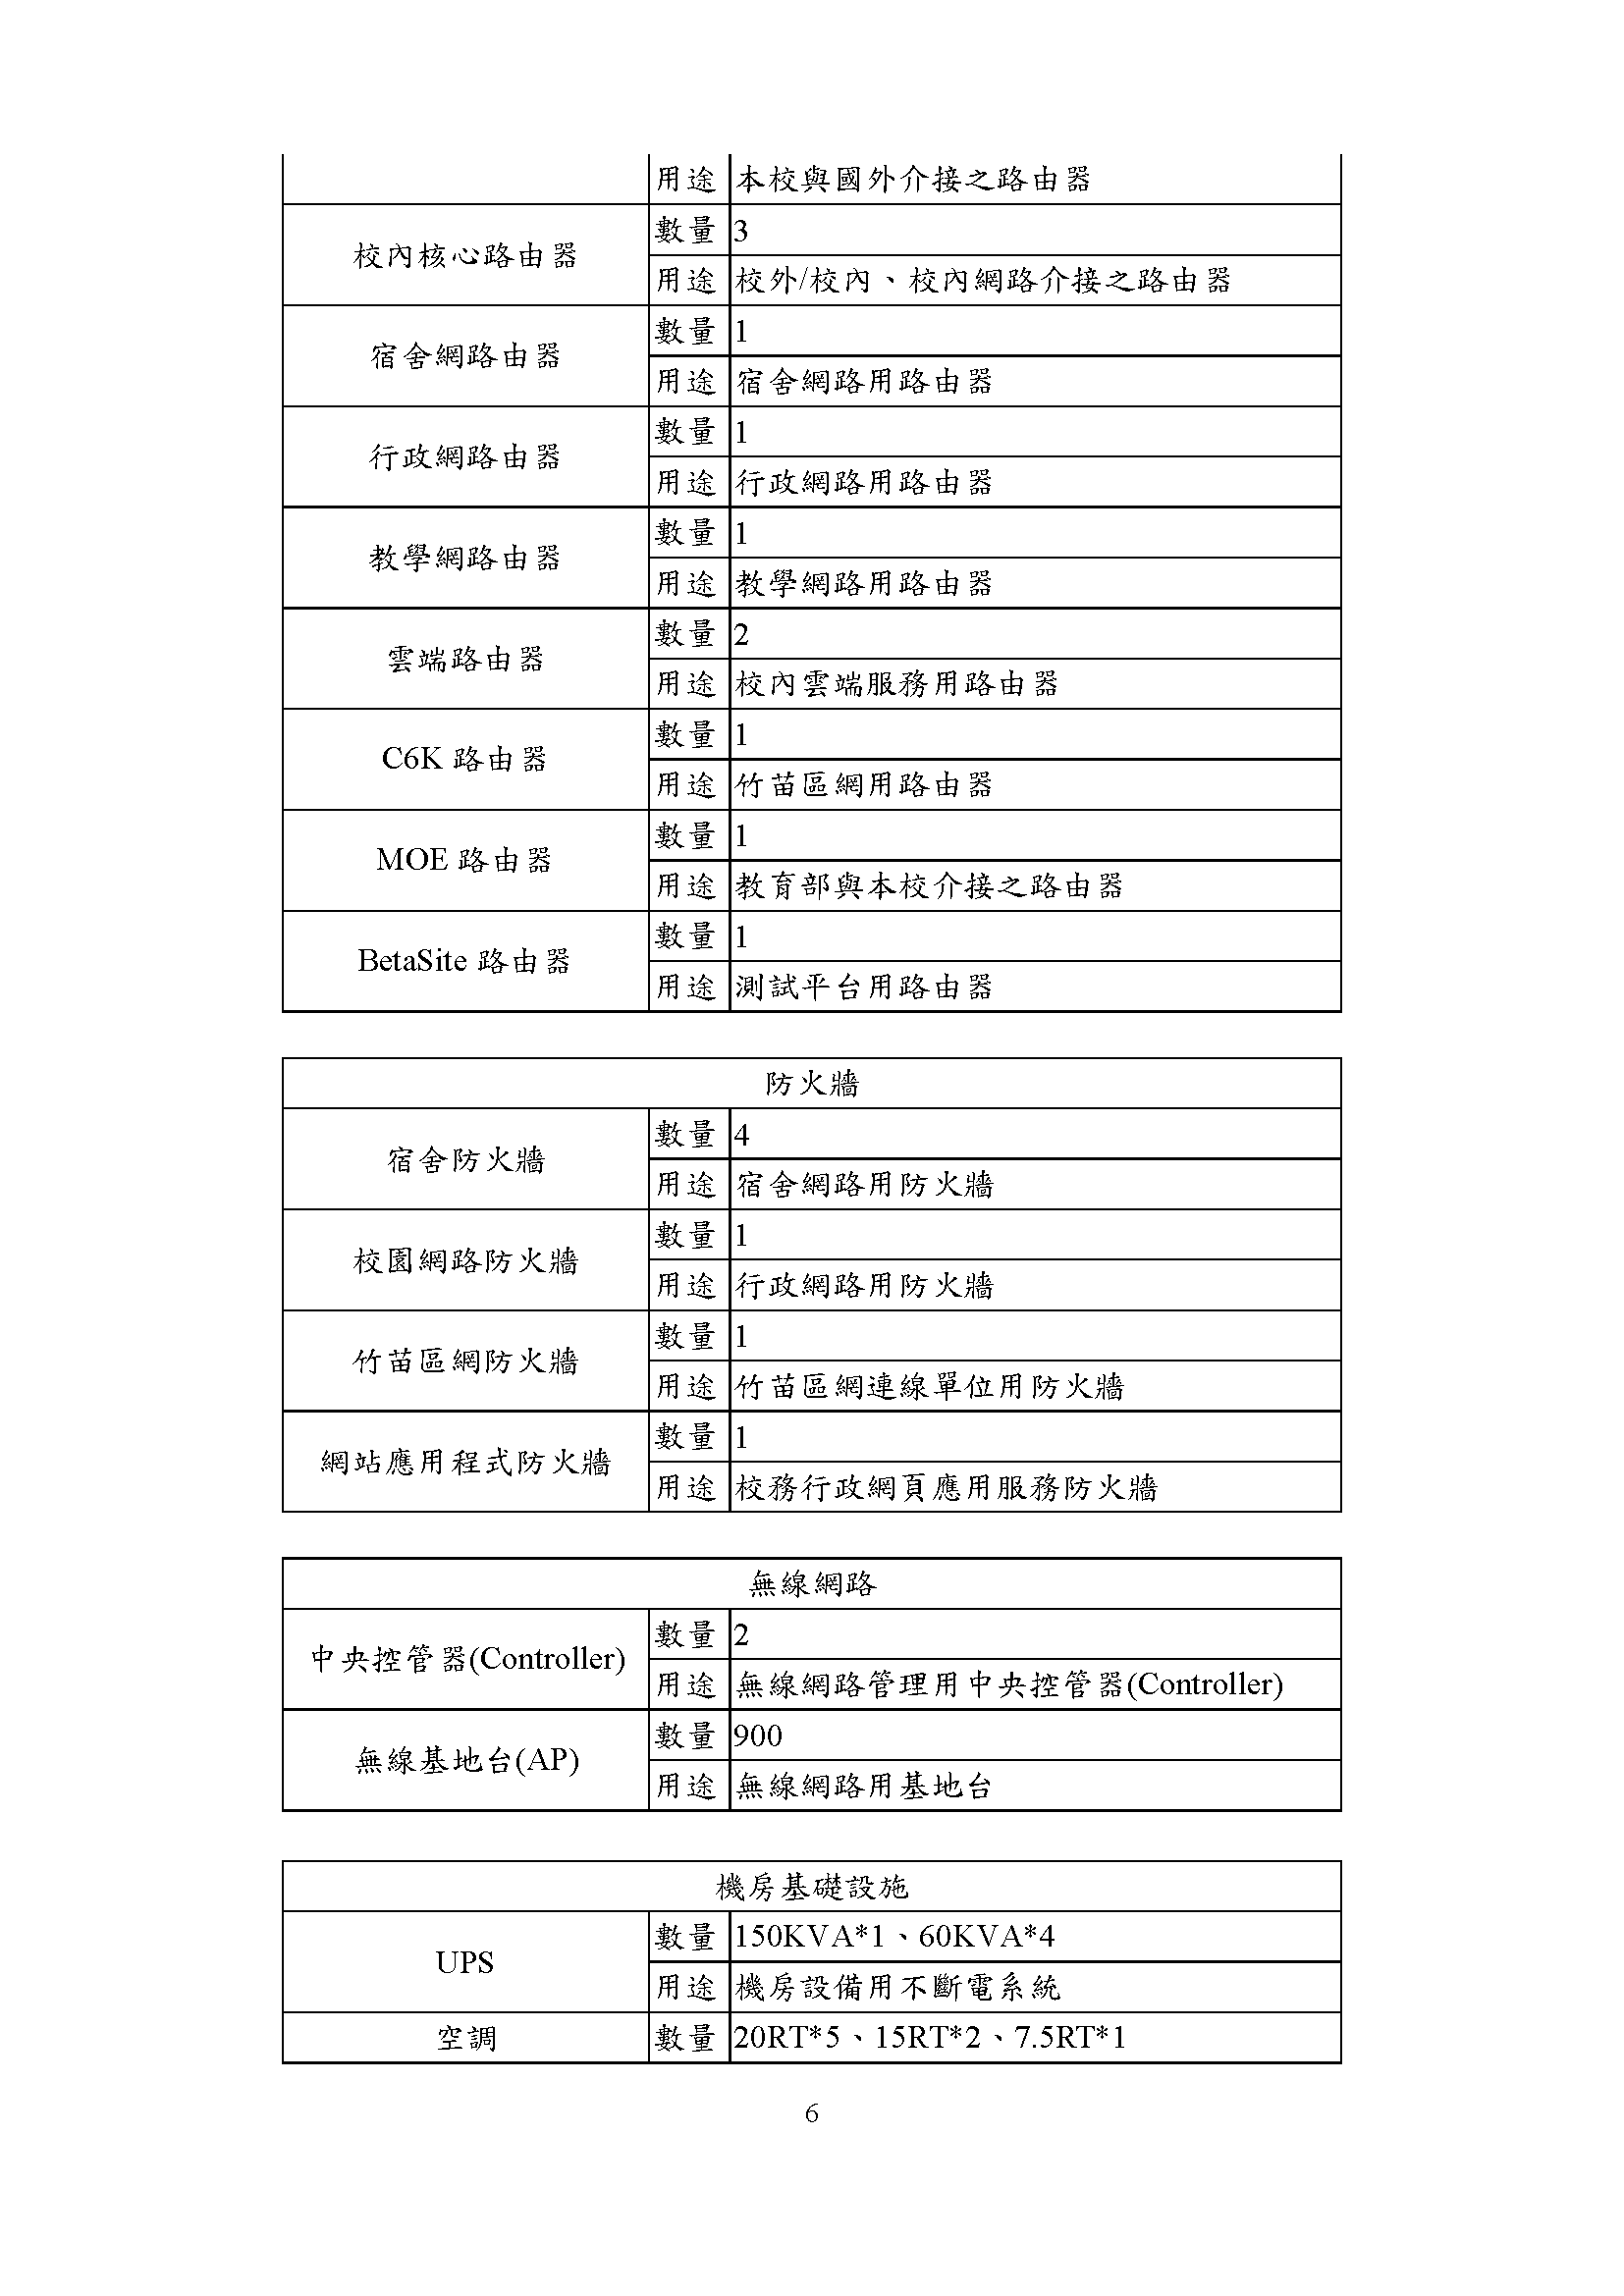 用途 本校與國外介接之路由器
校內核心路由器
數量 3
用途 校外/校內、校內網路介接之路由器
宿舍網路由器
數量 1
用途 宿舍網路用路由器
行政網路由器
數量 1
用途 行政網路用路由器
教學網路由器
數量 1
用途 教學網路用路由器
雲端路由器
數量 2
用途 校內雲端服務用路由器
C6K 路由器
數量 1
用途 竹苗區網用路由器
MOE 路由器
數量 1
用途 教育部與本校介接之路由器
BetaSite 路由器
數量 1
用途 測試平台用路由器
防火牆
宿舍防火牆
數量 4
用途 宿舍網路用防火牆
校園網路防火牆
數量 1
用途 行政網路用防火牆
竹苗區網防火牆
數量 1
用途 竹苗區網連線單位用防火牆
網站應用程式防火牆
數量 1
用途 校務行政網頁應用服務防火牆
無線網路
中央控管器(Controller)
數量 2
用途 無線網路管理用中央控管器(Controller)
無線基地台(AP)
數量 900
用途 無線網路用基地台
機房基礎設施
UPS
數量 150KVA*1、60KVA*4
用途 機房設備用不斷電系統
空調
數量 20RT*5、15RT*2、7.5RT*1
6